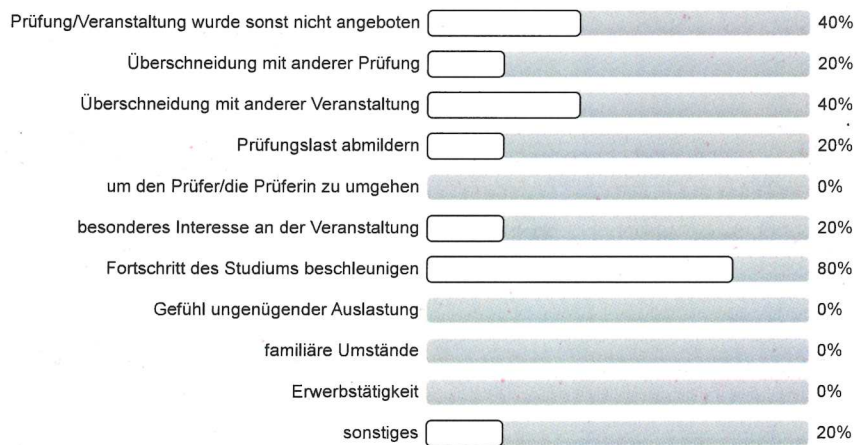 Prüfung/Veranstaltung wurde sonst nicht angeboten 40%
Überschneidung mit anderer Prüfung 20%
Überschneidung mit anderer Veranstaltung 40%
Prüfungslast abmildern 20%
um den Prüfer/die Prüferin zu umgehen 0%
besonderes Interesse an der Veranstaltung 20%
Fortschritt des Studiums beschleunigen 80%
Gefühl ungenügender Auslastung 0%
familiäre Umstände 0%
Erwerbstätigkeit 0%
sonstiges 20%